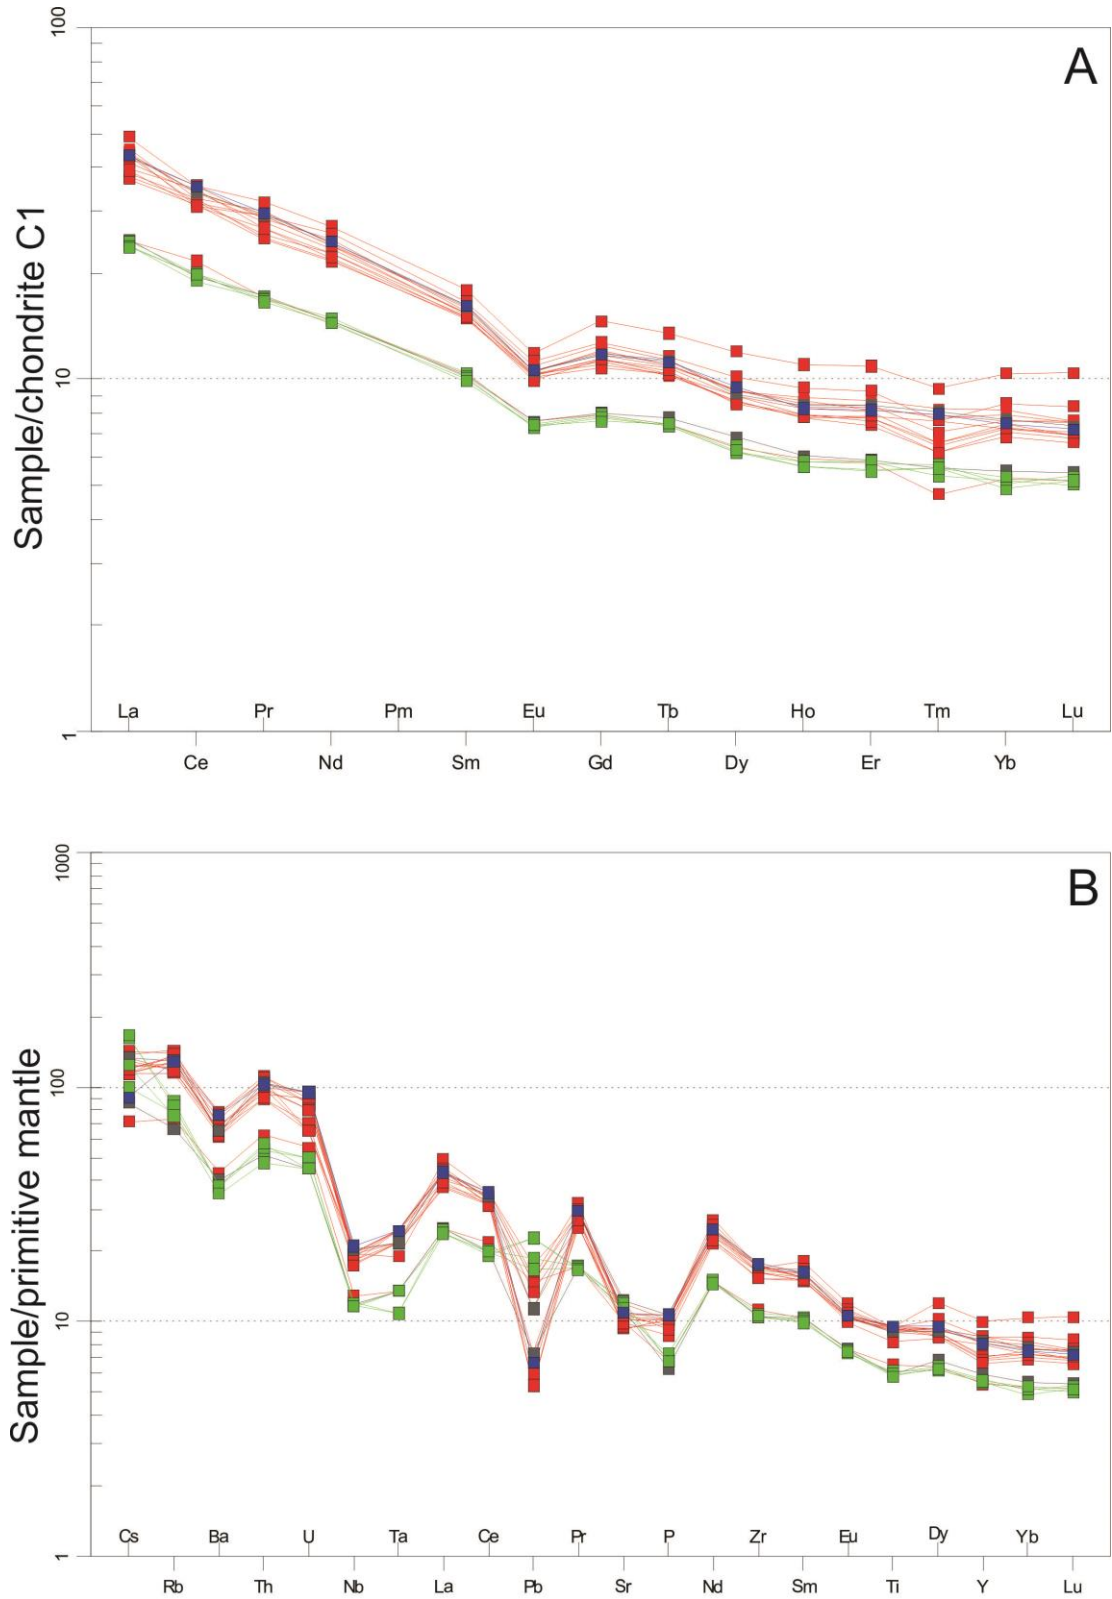 100
A
Sample/chondrite C1
10
La Pr Pm Eu Tb Ho Tm Lu
1
Ce Nd Sm Gd Dy Er Yb
1000
B
Sample/primitive mantle
100
10
Cs Ba U Ta Ce Pr P Zr Eu Dy Yb
1
Rb Th Nb La Pb Sr Nd Sm Ti Y Lu